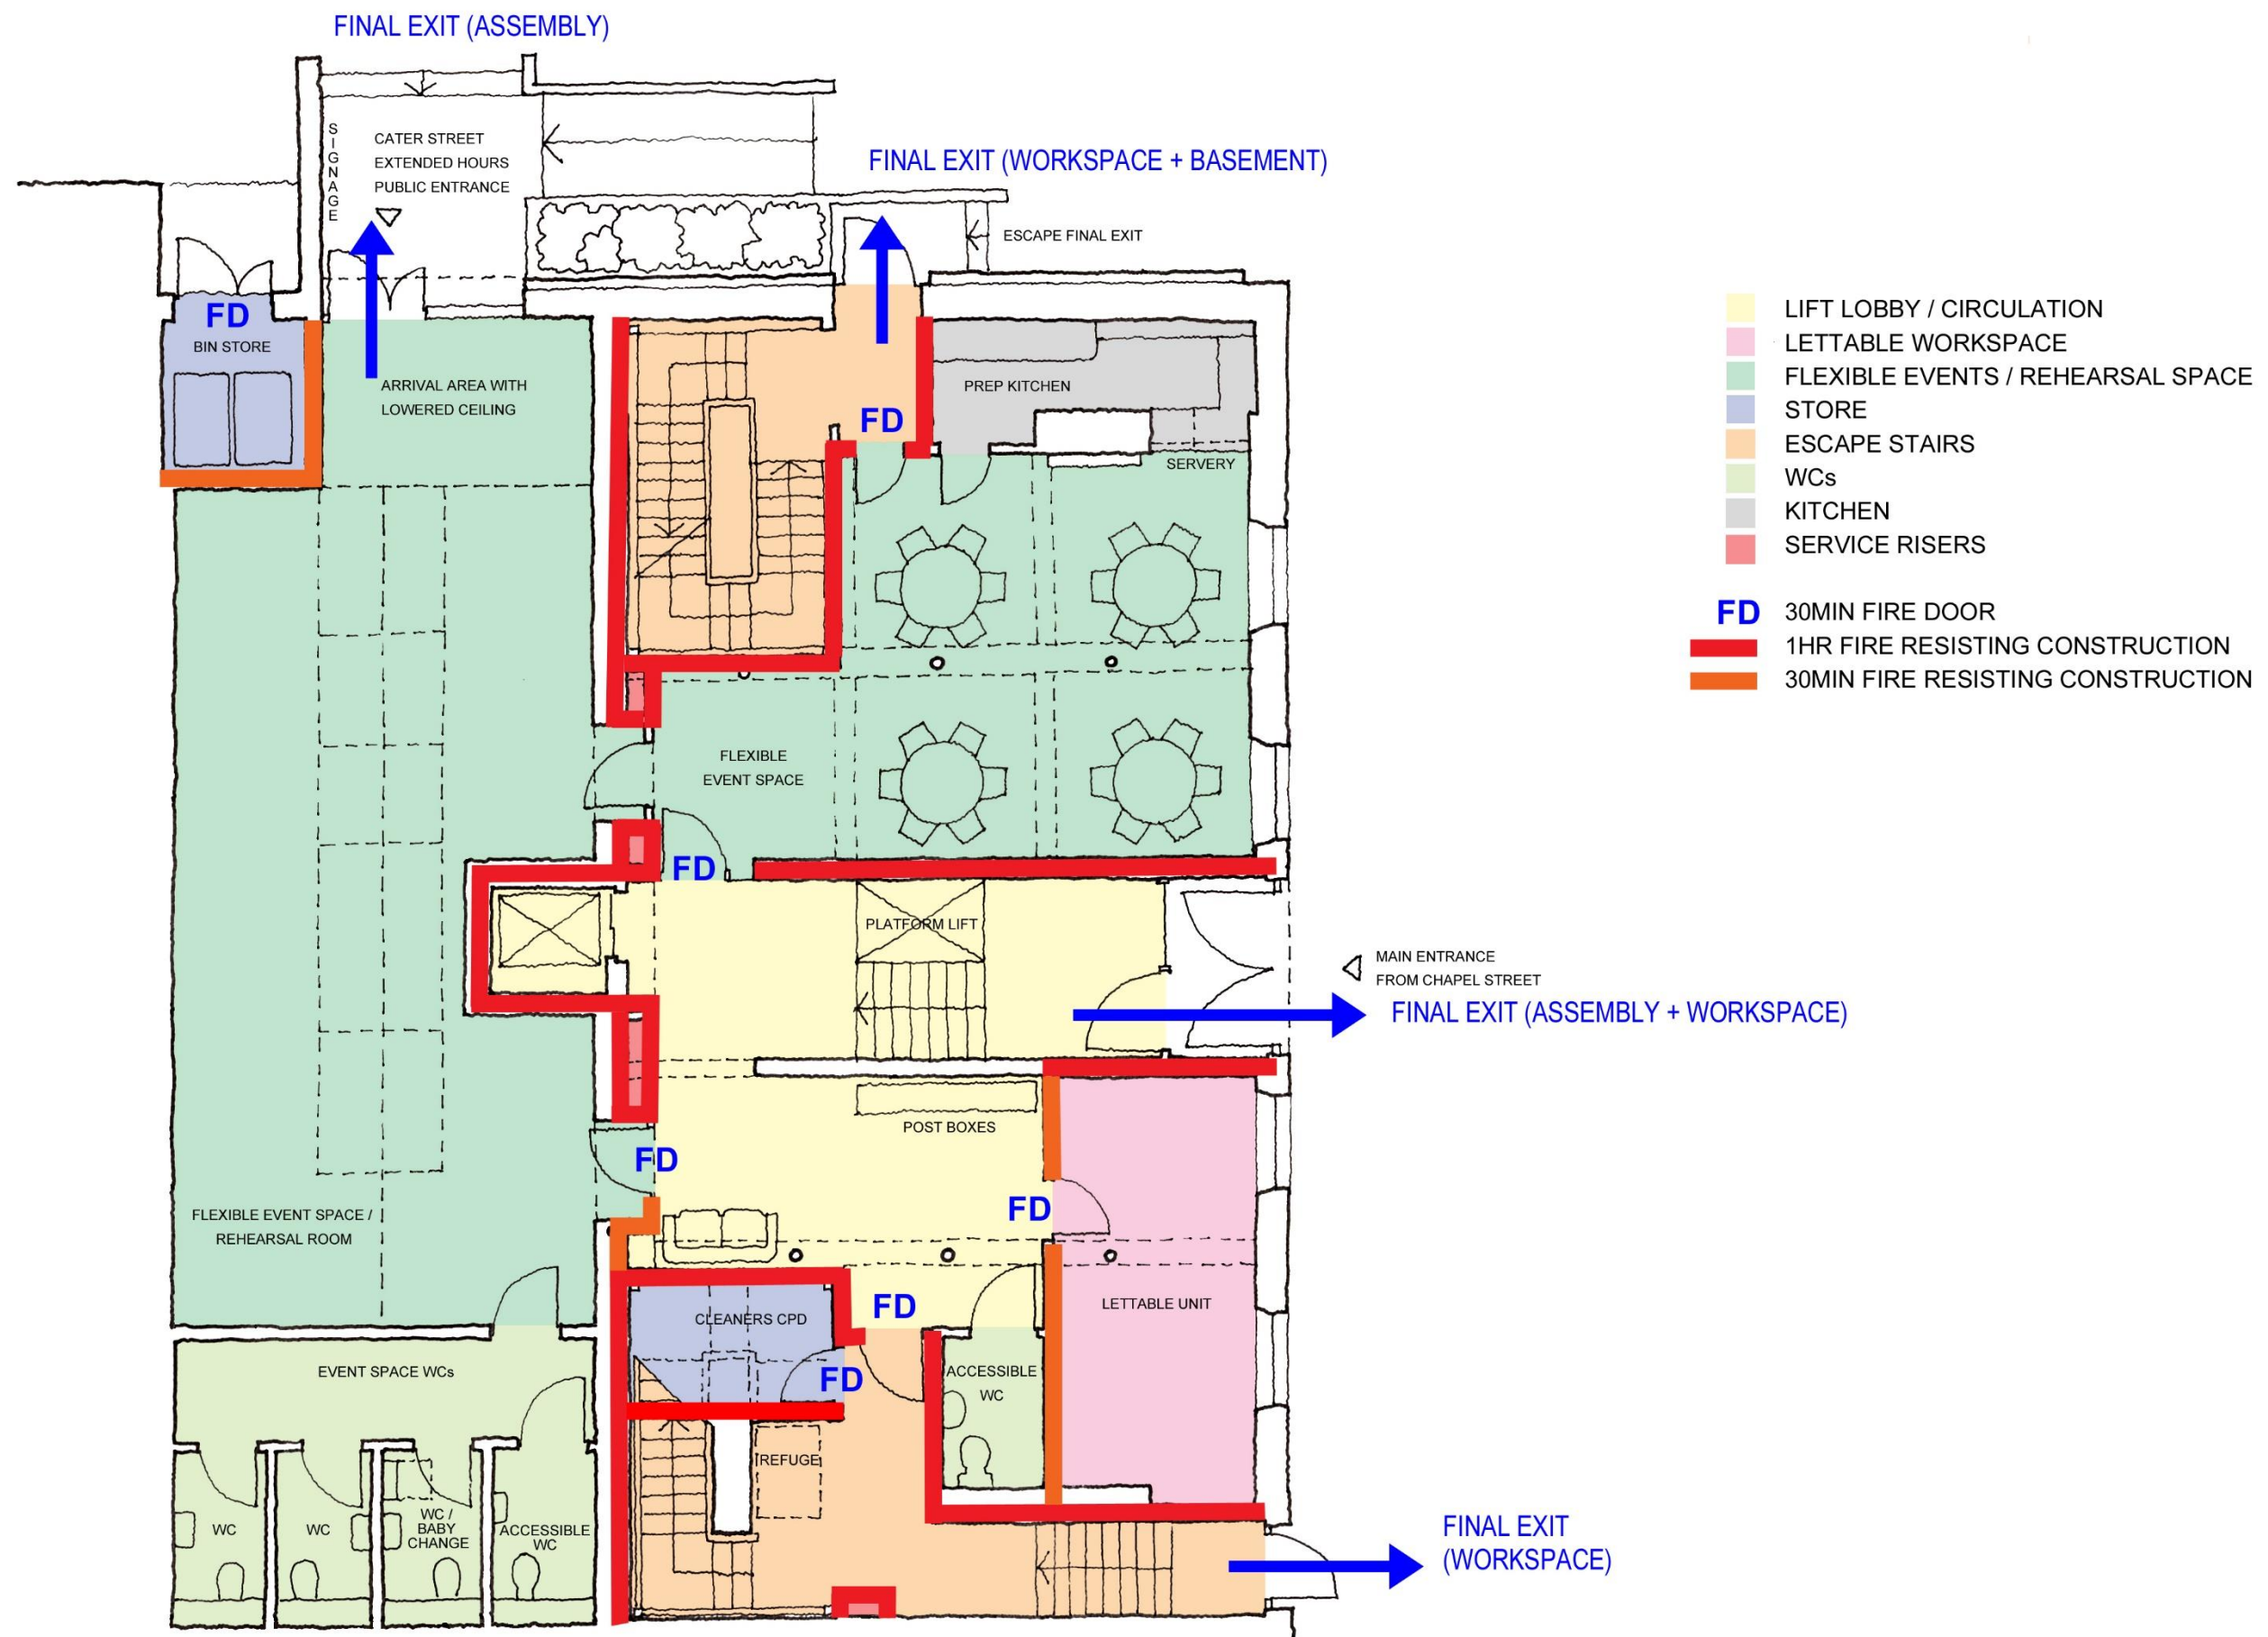 FINAL EXIT (ASSEMBLY)
SIGNAGE
CATER STREET
EXTENDED HOURS
PUBLIC ENTRANCE
FINAL EXIT (WORKSPACE + BASEMENT)
ESCAPE FINAL EXIT
FD
BIN STORE
ARRIVAL AREA WITH
LOWERED CEILING
PREP KITCHEN
FD
SERVERY
LIFT LOBBY / CIRCULATION
LETTABLE WORKSPACE
FLEXIBLE EVENTS / REHEARSAL SPACE
STORE
ESCAPE STAIRS
WCs
KITCHEN
SERVICE RISERS
FD 30MIN FIRE DOOR
1HR FIRE RESISTING CONSTRUCTION
30MIN FIRE RESISTING CONSTRUCTION
FLEXIBLE
EVENT SPACE
FD
PLATFORM LIFT
MAIN ENTRANCE
FROM CHAPEL STREET
FINAL EXIT (ASSEMBLY + WORKSPACE)
POST BOXES
FD
FD
FLEXIBLE EVENT SPACE /
REHEARSAL ROOM
LETTABLE UNIT
FD
CLEANERS CPD
FD
EVENT SPACE WCs
ACCESSIBLE
WC
REFUGE
WC
WC
WC /
BABY
CHANGE
ACCESSIBLE
WC
FINAL EXIT
(WORKSPACE)